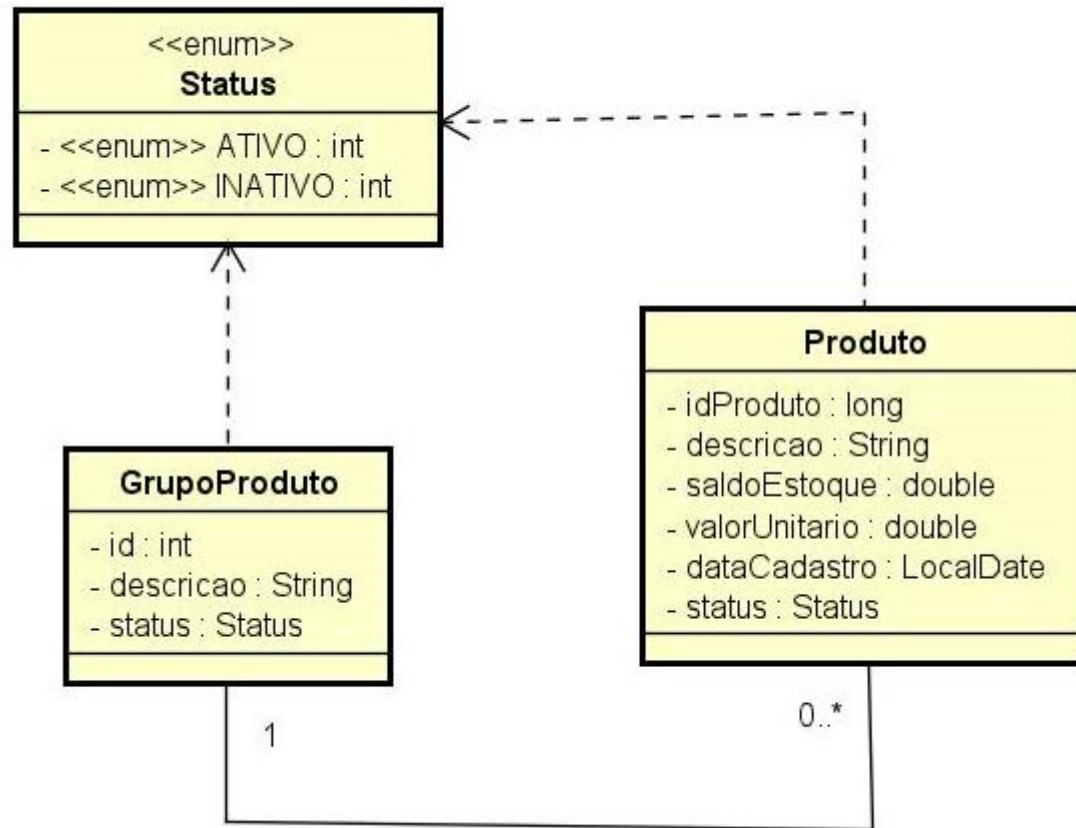 <<enum>>
Status
- <<enum>> ATIVO : int
- <<enum>> INATIVO : int
Produto
- idProduto : long
- descricao : String
- saldoEstoque : double
- valorUnitario : double
- dataCadastro : LocalDate
- status : Status
GrupoProduto
- id : int
- descricao : String
- status : Status
1
0..*